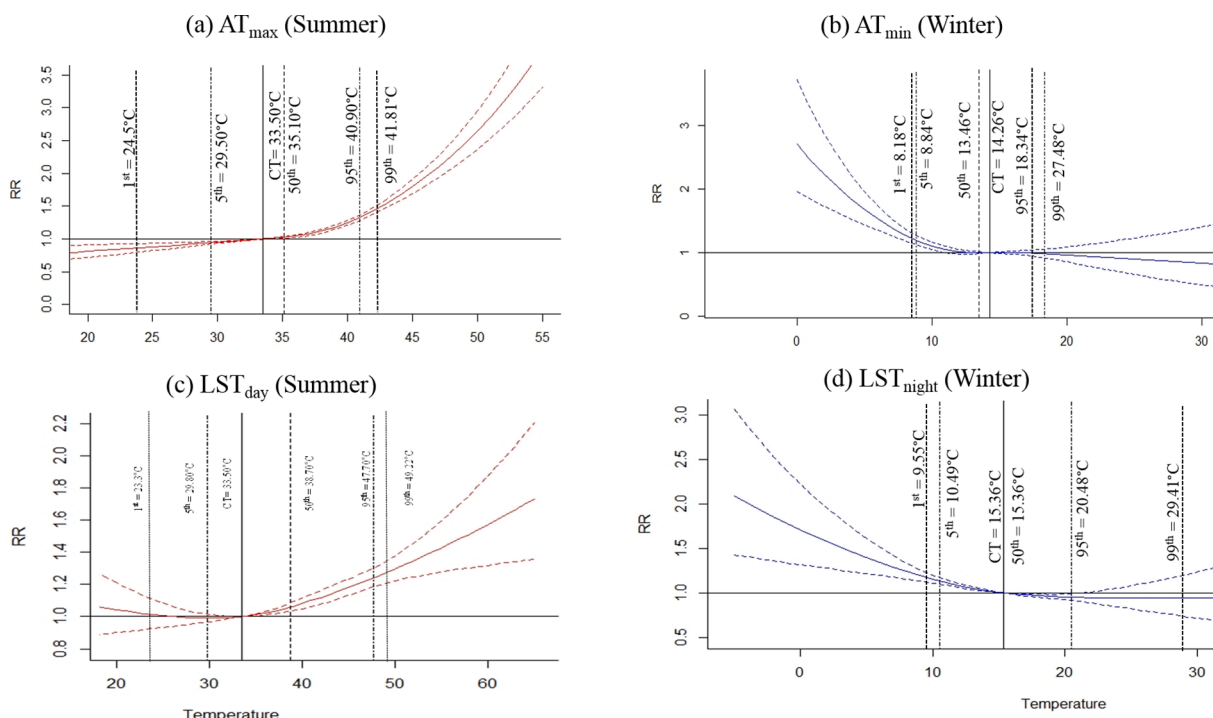 (a) ATmax (Summer)
RR
3.5
3.0
2.5
2.0
1.5
1.0
0.5
0.0
1st = 24.5°C
5th = 29.50°C
CT= 33.50°C
50th = 35.10°C
95th = 40.90°C
99th = 41.81°C
20
25
30
35
40
45
50
55
(b) ATmin (Winter)
RR
3
2
1
0
1st = 8.18°C
5th = 8.84°C
50th = 13.46°C
CT = 14.26°C
95th = 18.34°C
99th = 27.48°C
0
10
20
30
(c) LSTday (Summer)
RR
2.2
2.0
1.8
1.6
1.4
1.2
1.0
0.8
1st = 23.3°C
5th = 29.80°C
CT= 33.50°C
50th = 38.70°C
95th = 47.70°C
99th = 49.22°C
20
30
40
50
60
Temperature
(d) LSTnight (Winter)
RR
3.0
2.5
2.0
1.5
1.0
0.5
1st = 9.55°C
5th = 10.49°C
CT = 15.36°C
50th = 15.36°C
95th = 20.48°C
99th = 29.41°C
0
10
20
30
Temperature